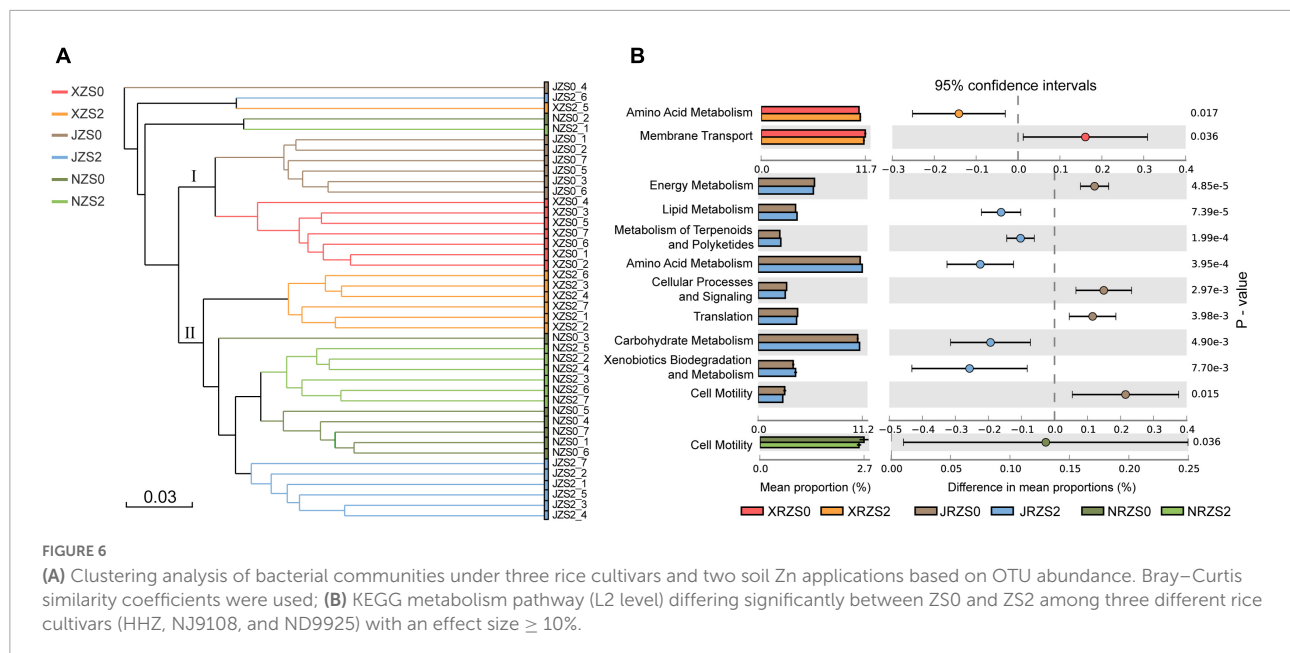 A
XZS0
XZS2
JZS0
JZS2
NZS0
NZS2
I
II
0.03
JZS0_4
JZS2_6
XZS2_5
NZS0_2
NZS2_1
JZS0_1
JZS0_2
JZS0_7
JZS0_5
JZS0_3
JZS0_6
XZS0_4
XZS0_3
XZS0_5
XZS0_7
XZS0_6
XZS0_1
XZS0_2
XZS2_6
XZS2_3
XZS2_4
XZS2_7
XZS2_1
XZS2_2
NZS0_3
NZS2_5
NZS2_2
NZS2_4
NZS2_3
NZS2_6
NZS2_7
NZS0_5
NZS0_4
NZS0_7
NZS0_1
NZS0_6
JZS2_7
JZS2_2
JZS2_1
JZS2_5
JZS2_3
JZS2_4
B
95% confidence intervals
Amino Acid Metabolism 0.017
Membrane Transport 0.036
0.0 11.7 −0.3 −0.2 −0.1 0.0 0.1 0.2 0.3 0.4
Energy Metabolism 4.85e-5
Lipid Metabolism 7.39e-5
Metabolism of Terpenoids
and Polyketides 1.99e-4
Amino Acid Metabolism 3.95e-4
Cellular Processes
and Signaling 2.97e-3
Translation 3.98e-3
Carbohydrate Metabolism 4.90e-3
Xenobiotics Biodegradation
and Metabolism 7.70e-3
Cell Motility 0.015
P - value
0.0 11.2 −0.5 −0.4 −0.3 −0.2 −0.1 0.0 0.1 0.2 0.3 0.4
Cell Motility 0.036
0.0 2.7 0.00 0.05 0.10 0.15 0.20 0.25
Mean proportion (%) Difference in mean proportions (%)
XRZS0 XRZS2 JRZS0 JRZS2 NRZS0 NRZS2
FIGURE 6
(A) Clustering analysis of bacterial communities under three rice cultivars and two soil Zn applications based on OTU abundance. Bray–Curtis
similarity coefficients were used; (B) KEGG metabolism pathway (L2 level) differing significantly between ZS0 and ZS2 among three different rice
cultivars (HHZ, NJ9108, and ND9925) with an effect size ≥ 10%.